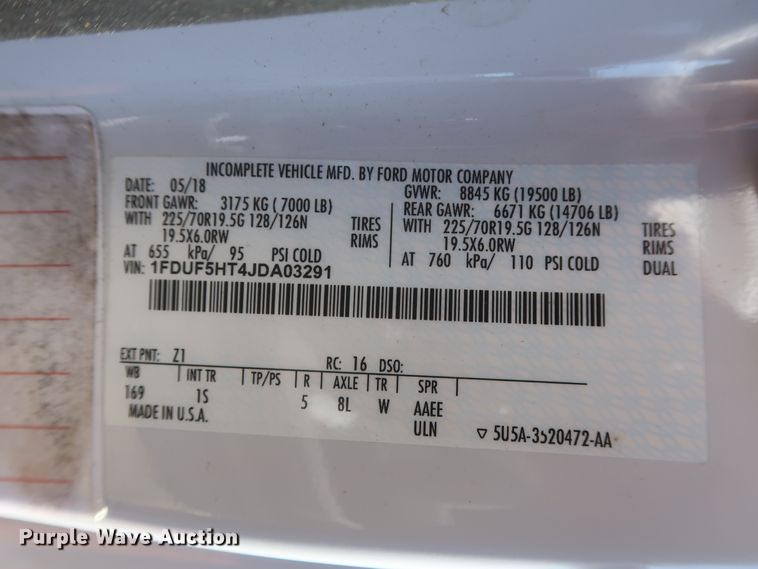 INCOMPLETE VEHICLE MFD. BY FORD MOTOR COMPANY
DATE: 05/18 GVWR: 8845 KG (19500 LB)
FRONT GAWR: 3175 KG ( 7000 LB) REAR GAWR: 6671 KG (14706 LB)
WITH 225/70R19.5G 128/126N TIRES WITH 225/70R19.5G 128/126N TIRES
19.5X6.0RW RIMS 19.5X6.0RW RIMS
AT 655 kPa/ 95 PSI COLD AT 760 kPa/ 110 PSI COLD DUAL
VIN: 1FDUF5HT4JDA03291
EXT PNT: Z1 RC: 16 DSO:
WB INT TR TP/PS R AXLE TR SPR
169 1S 5 8L W AAEE
MADE IN U.S.A. ULN 5U5A-3520472-AA
Purple Wave Auction